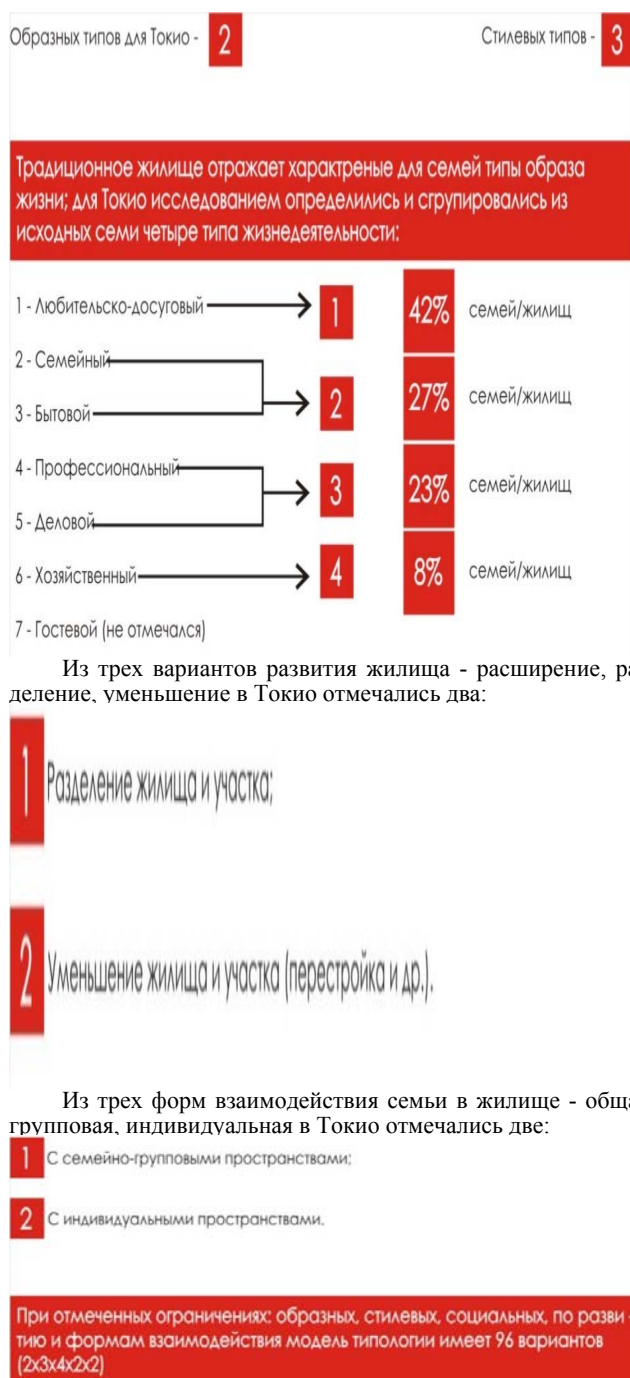 Образных типов для Токио - 2 Стилевых типов - 3
Традиционное жилище отражает характреные для семей типы образа
жизни; для Токио исследованием определились и сгрупировались из
исходных семи четыре типа жизнедеятельности:
1 - Любительско-досуговый 1 42% семей/жилищ
2 - Семейный
3 - Бытовой
2 27% семей/жилищ
4 - Профессиональный
5 - Деловой
3 23% семей/жилищ
6 - Хозяйственный 4 8% семей/жилищ
7 - Гостевой (не отмечался)
Из трех вариантов развития жилища - расширение, ра
деление, уменьшение в Токио отмечались два:
1 Разделение жилища и участка;
2 Уменьшение жилища и участка (перестройка и др.).
Из трех форм взаимодействия семьи в жилище - обща
групповая, индивидуальная в Токио отмечались две:
1 С семейно-групповыми пространствами;
2 С индивидуальными пространствами.
При отмеченных ограничениях: образных, стилевых, социальных, по разви -
тию и формам взаимодействия модель типологии имеет 96 вариантов
(2х3х4х2х2)